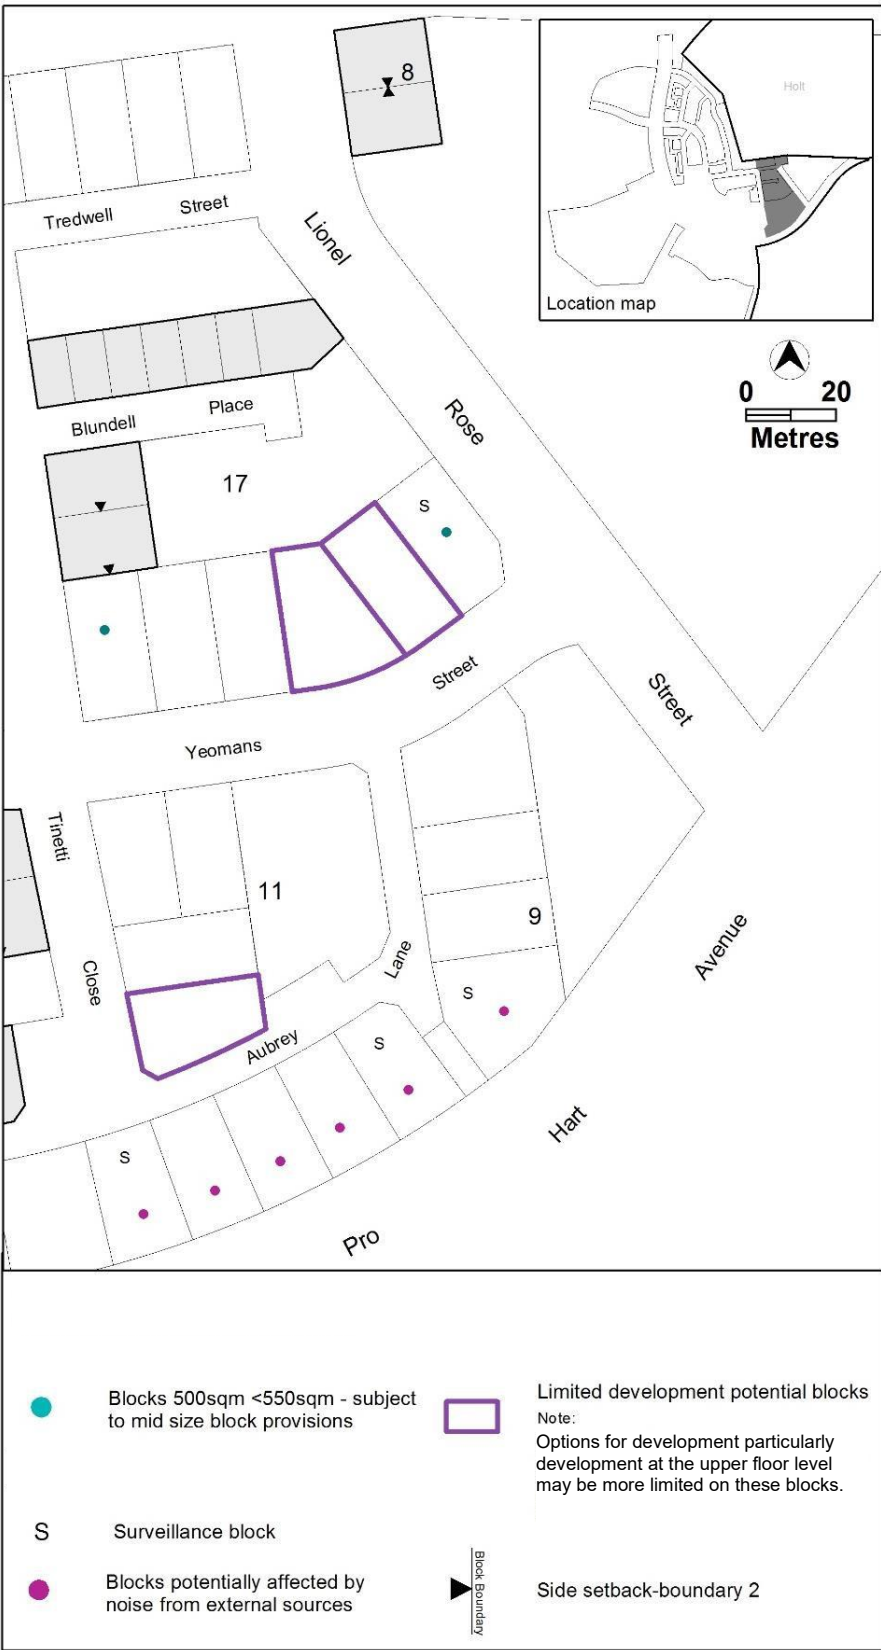 8
Holt
Tredwell Street
Lionel
Location map
0 20
Metres
Blundell Place
Rose
17
S
Street
Street
Yeomans
Tinetti
11
9
Avenue
Close
Lane
S
Aubrey
S
Hart
S
Pro
Blocks 500sqm <550sqm - subject
to mid size block provisions
Limited development potential blocks
Note:
Options for development particularly
development at the upper floor level
may be more limited on these blocks.
S Surveillance block
Blocks potentially affected by
noise from external sources
Block Boundary
Side setback-boundary 2